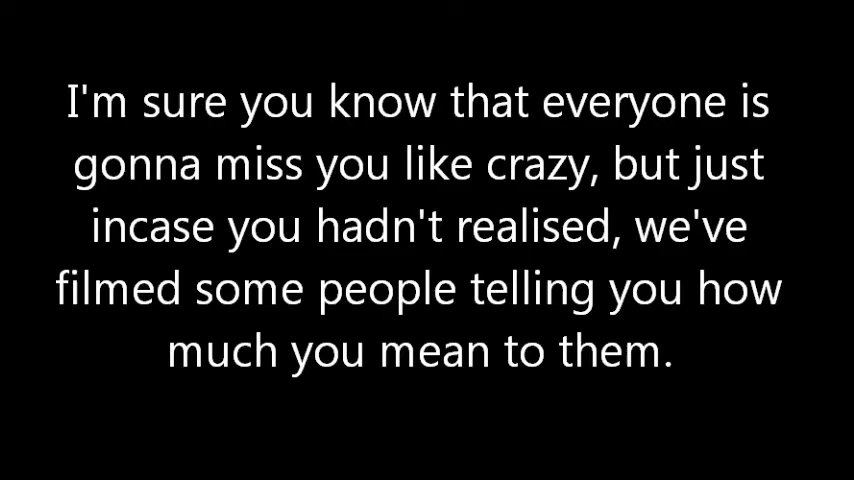 I'm sure you know that everyone is
gonna miss you like crazy, but just
incase you hadn't realised, we've
filmed some people telling you how
much you mean to them.